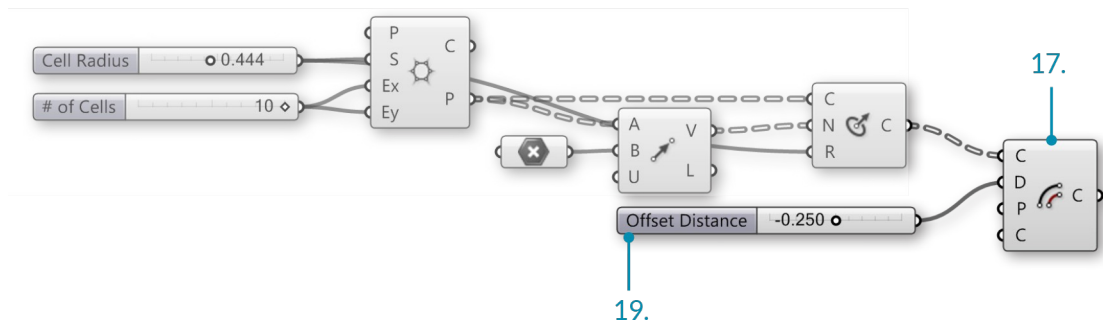 Cell Radius
0.444
# of Cells
10
P
S
Ex
Ey
C
P
A
B
U
V
L
C
N
R
C
Offset Distance
-0.250
17.
C
D
P
C
C
19.